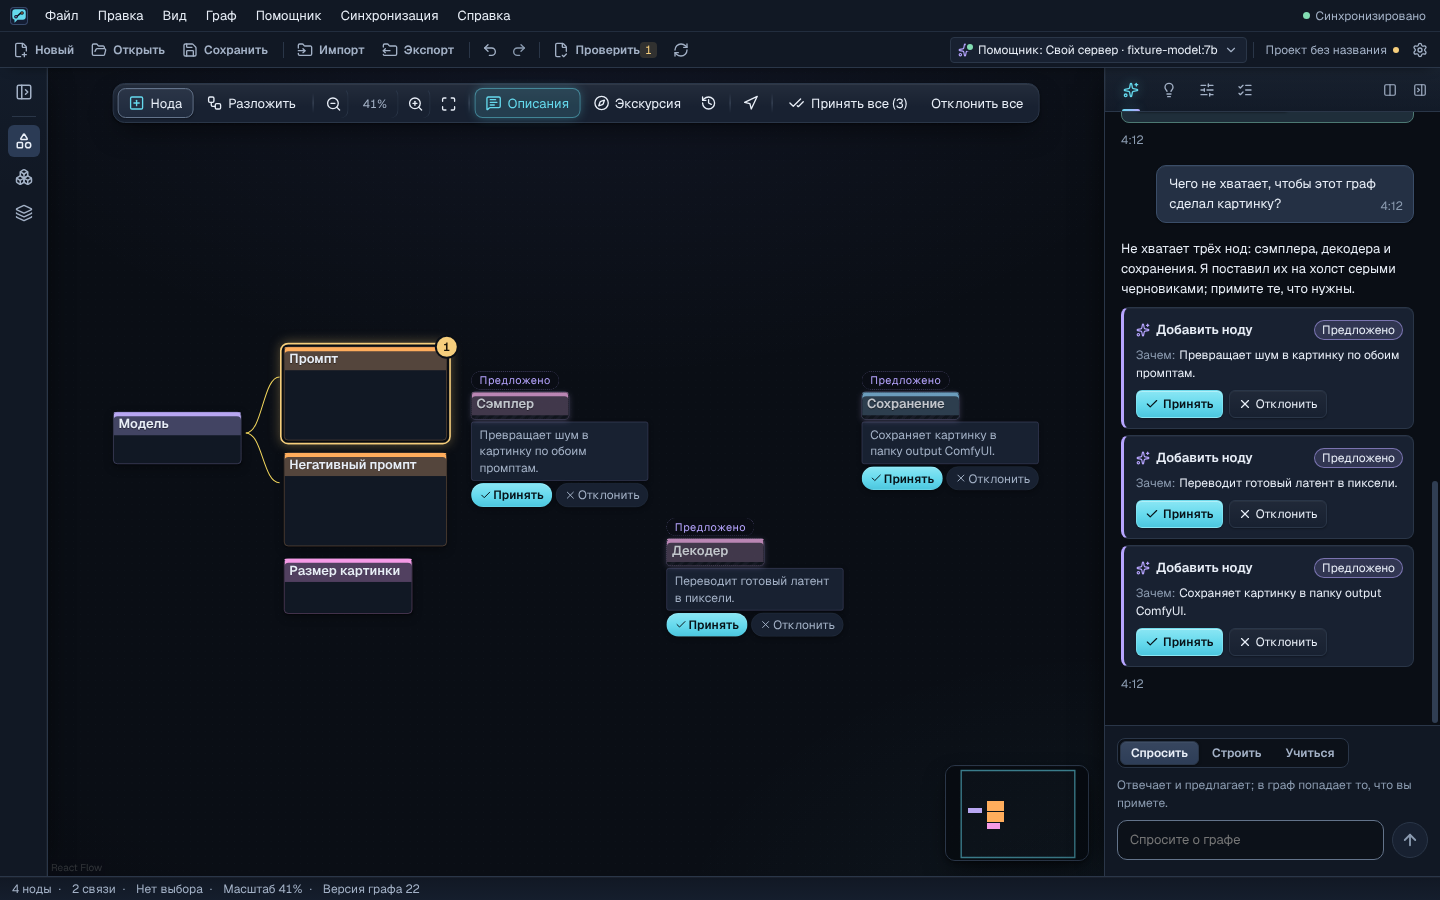 Файл Правка Вид Граф Помощник Синхронизация Справка
Синхронизировано
Новый Открыть Сохранить Импорт Экспорт Проверить 1
Помощник: Свой сервер · fixture-model:7b
Проект без названия
Нода Разложить 41% Описания Экскурсия Принять все (3) Отклонить все
Модель
Промпт
1
Негативный промпт
Размер картинки
Предложено
Сэмплер
Превращает шум в
картинку по обоим
промптам.
Принять Отклонить
Предложено
Декодер
Переводит готовый латент
в пиксели.
Принять Отклонить
Предложено
Сохранение
Сохраняет картинку в
папку output ComfyUI.
Принять Отклонить
React Flow
4:12
Чего не хватает, чтобы этот граф
сделал картинку?
4:12
Не хватает трёх нод: сэмплера, декодера и
сохранения. Я поставил их на холст серыми
черновиками; примите те, что нужны.
Добавить ноду Предложено
Зачем: Превращает шум в картинку по обоим
промптам.
Принять Отклонить
Добавить ноду Предложено
Зачем: Переводит готовый латент в пиксели.
Принять Отклонить
Добавить ноду Предложено
Зачем: Сохраняет картинку в папку output
ComfyUI.
Принять Отклонить
4:12
Спросить Строить Учиться
Отвечает и предлагает; в граф попадает то, что вы
примете.
Спросите о графе
4 ноды · 2 связи · Нет выбора · Масштаб 41% · Версия графа 22